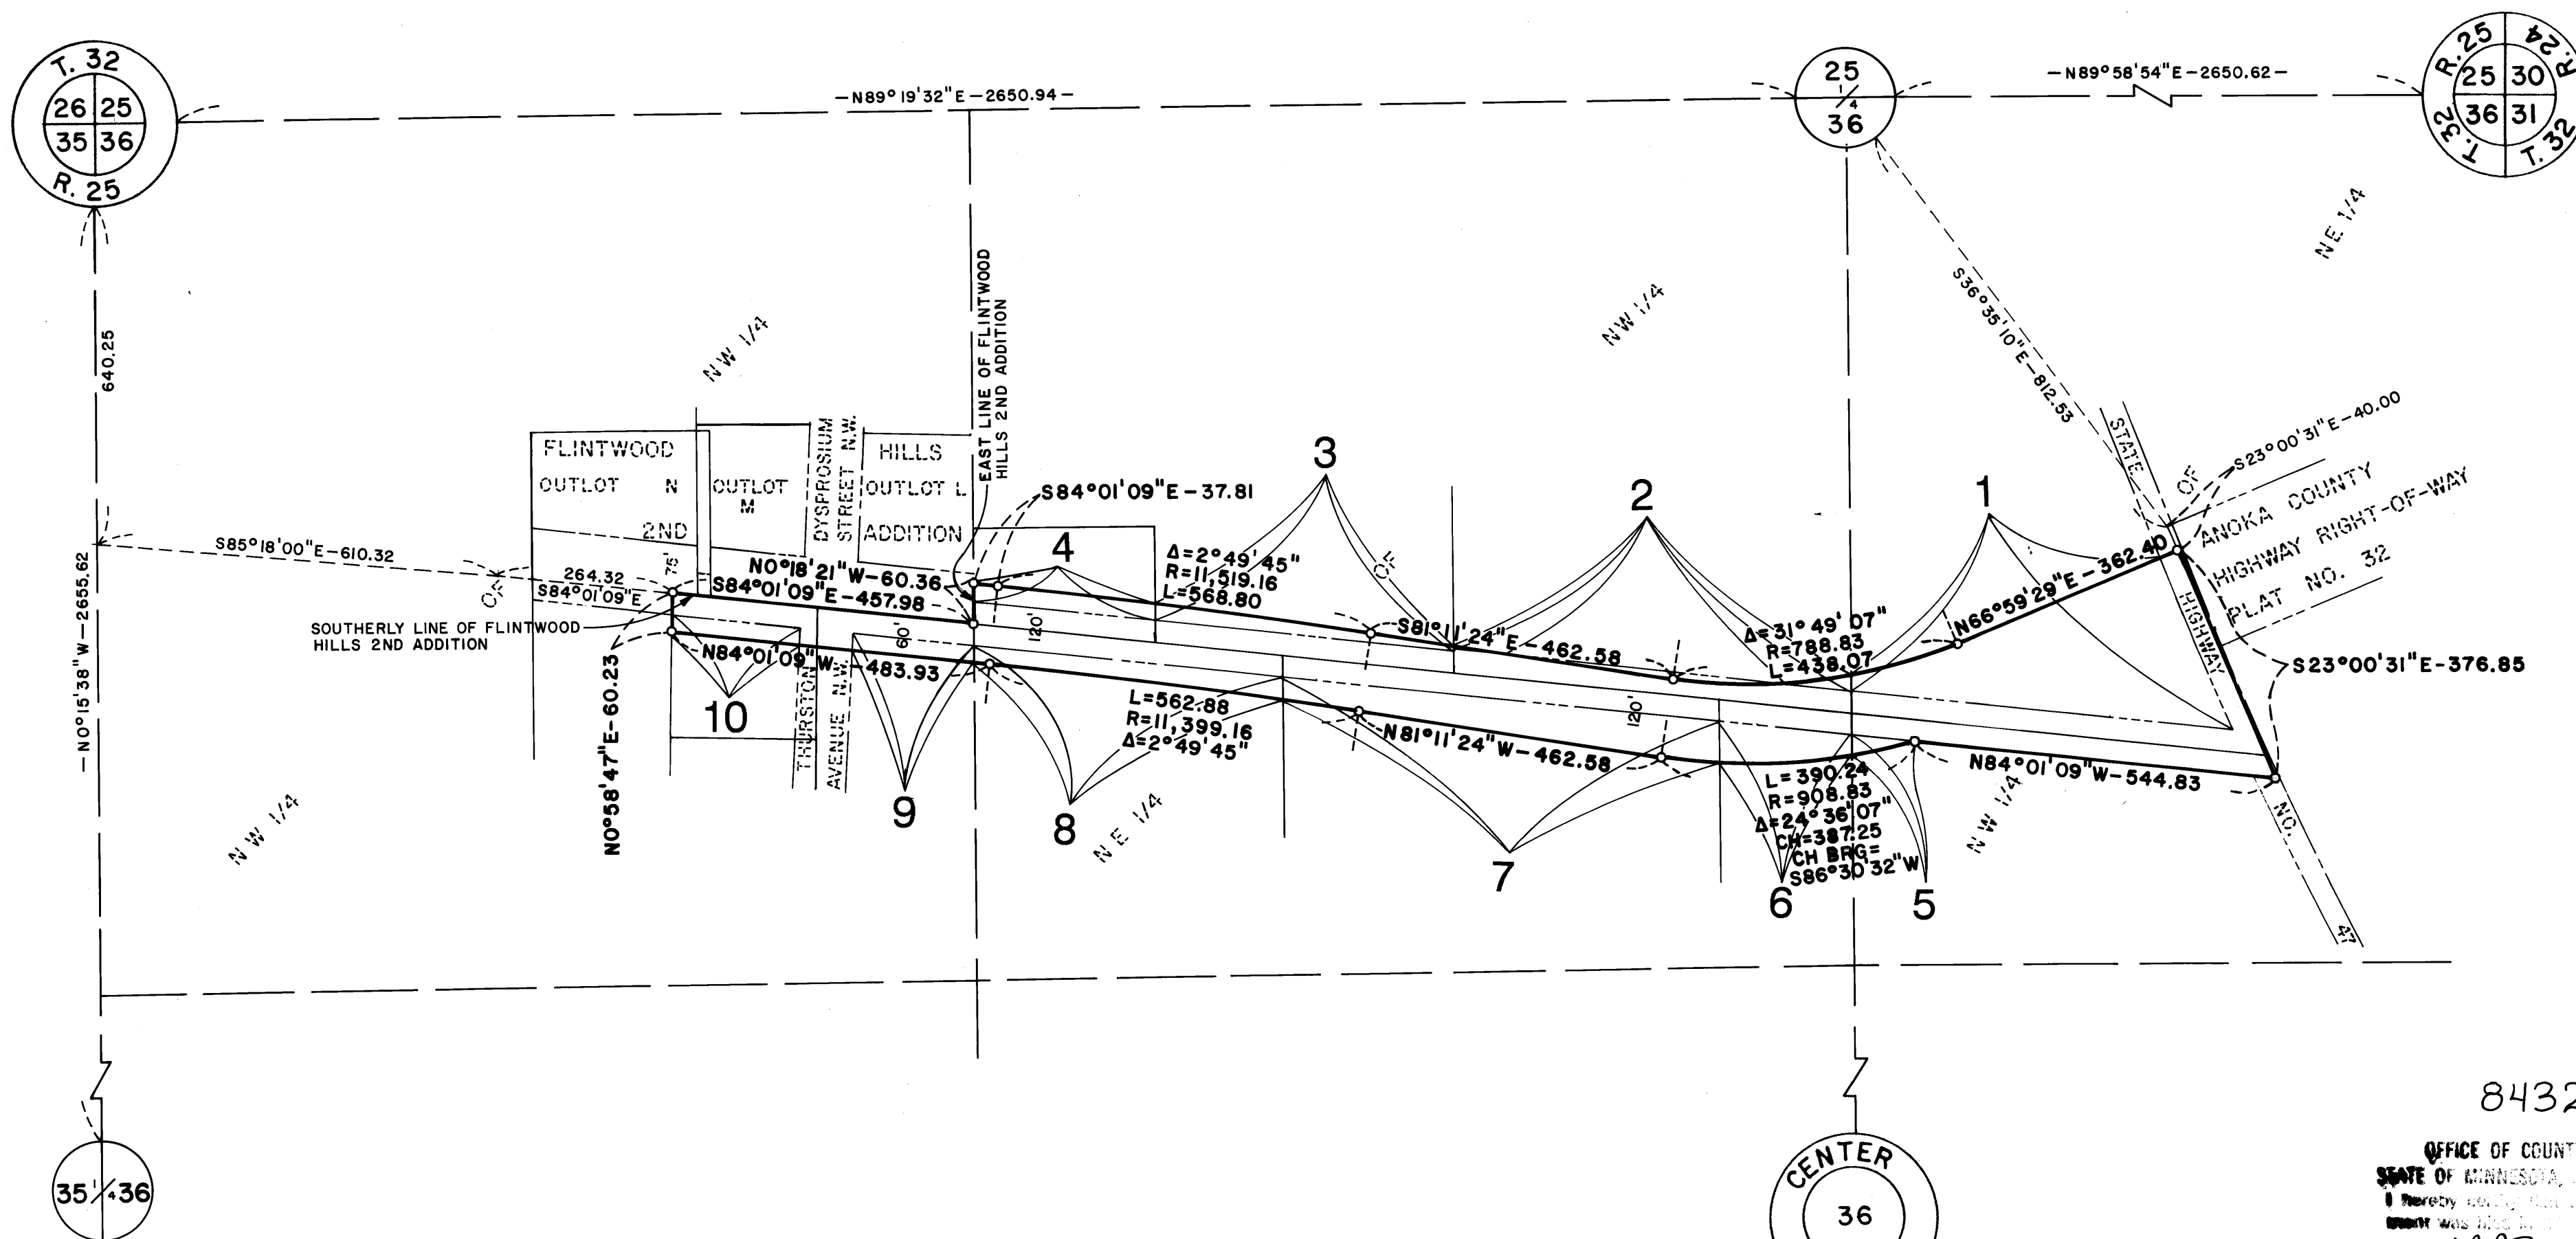 T. 32
26 25
35 36
R. 25
N89°19'32"E-2650.94
25
1/4
36
N89°58'54"E-2650.62
R. 25
R. 24
25 30
36 31
T. 32
T. 32
640.25
N0°15'38"W-2655.62
NW 1/4
NW 1/4
NE 1/4
EAST LINE OF FLINTWOOD
HILLS 2ND ADDITION
S36°35'10"E-812.53
FLINTWOOD
OUTLOT N
2ND
OUTLOT
M
DYSPROSIUM
STREET N.W.
HILLS
OUTLOT L
ADDITION
S84°01'09"E-37.81
3
2
1
4
STATE
OF
S23°00'31"E-40.00
ANOKA COUNTY
HIGHWAY RIGHT-OF-WAY
PLAT NO. 32
S85°18'00"E-610.32
OF
264.32
S84°01'09"E
75'
N0°18'21"W-60.36
S84°01'09"E-457.98
SOUTHERLY LINE OF FLINTWOOD
HILLS 2ND ADDITION
Δ=2°49'45"
R=11,519.16
L=568.80
OF
S81°11'24"E-462.58
Δ=31°49'07"
R=788.83
L=438.07
N66°59'29"E-362.40
HIGHWAY
S23°00'31"E-376.85
N0°58'47"E-60.23
N84°01'09"W-483.93
60'
120'
120'
10
THURSTON
AVENUE N.W.
9
8
L=562.88
R=11,399.16
Δ=2°49'45"
N81°11'24"W-462.58
7
L=390.24
R=908.83
Δ=24°36'07"
CH=387.25
CH BRG=
S86°30'32"W
6
5
N84°01'09"W-544.83
NW 1/4
NE 1/4
NW 1/4
NO.
47
35 1/4 36
CENTER
36
8432
OFFICE OF COUNT
STATE OF MINNESOTA,
I hereby
was